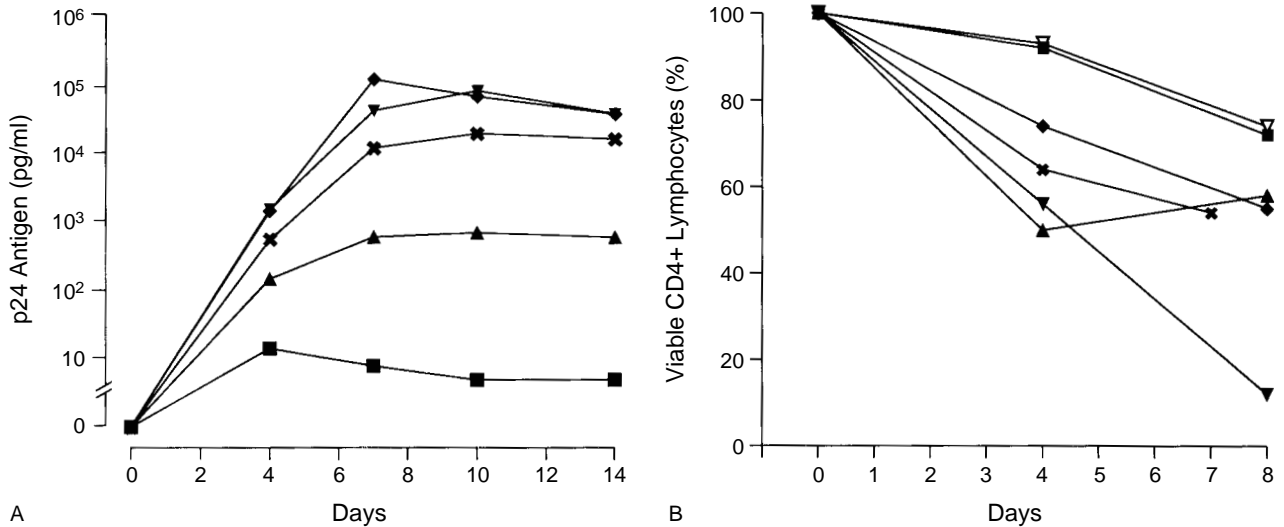 p24 Antigen (pg/ml)
10⁶
10⁵
10⁴
10³
10²
10
0
0 2 4 6 8 10 12 14
Days
A
Viable CD4+ Lymphocytes (%)
100
80
60
40
20
0
0 1 2 3 4 5 6 7 8
Days
B